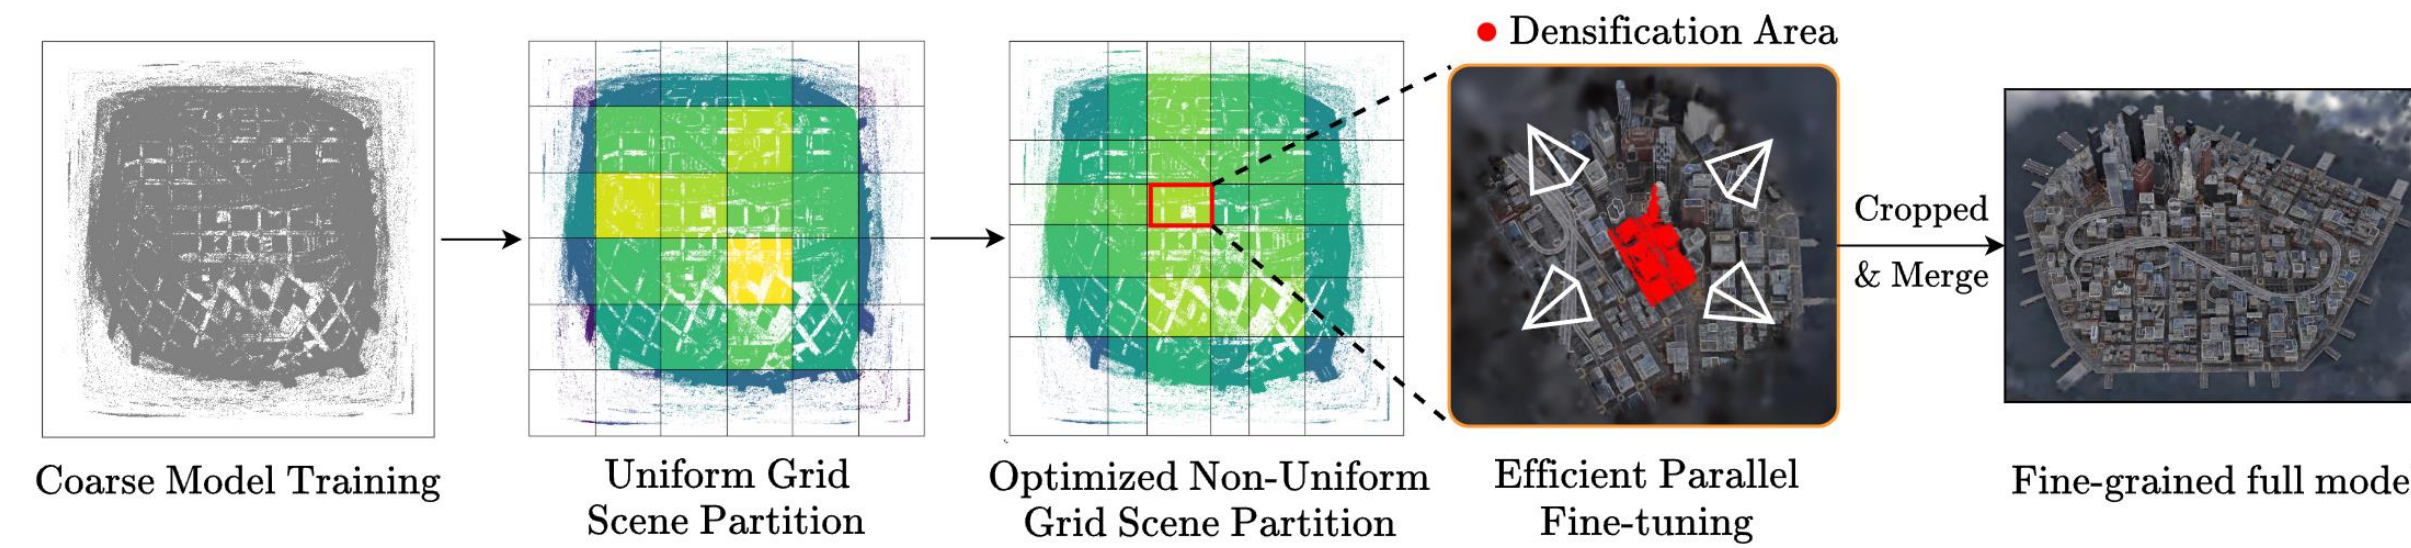 Densification Area
Cropped
& Merge
Coarse Model Training
Uniform Grid
Scene Partition
Optimized Non-Uniform
Grid Scene Partition
Efficient Parallel
Fine-tuning
Fine-grained full model